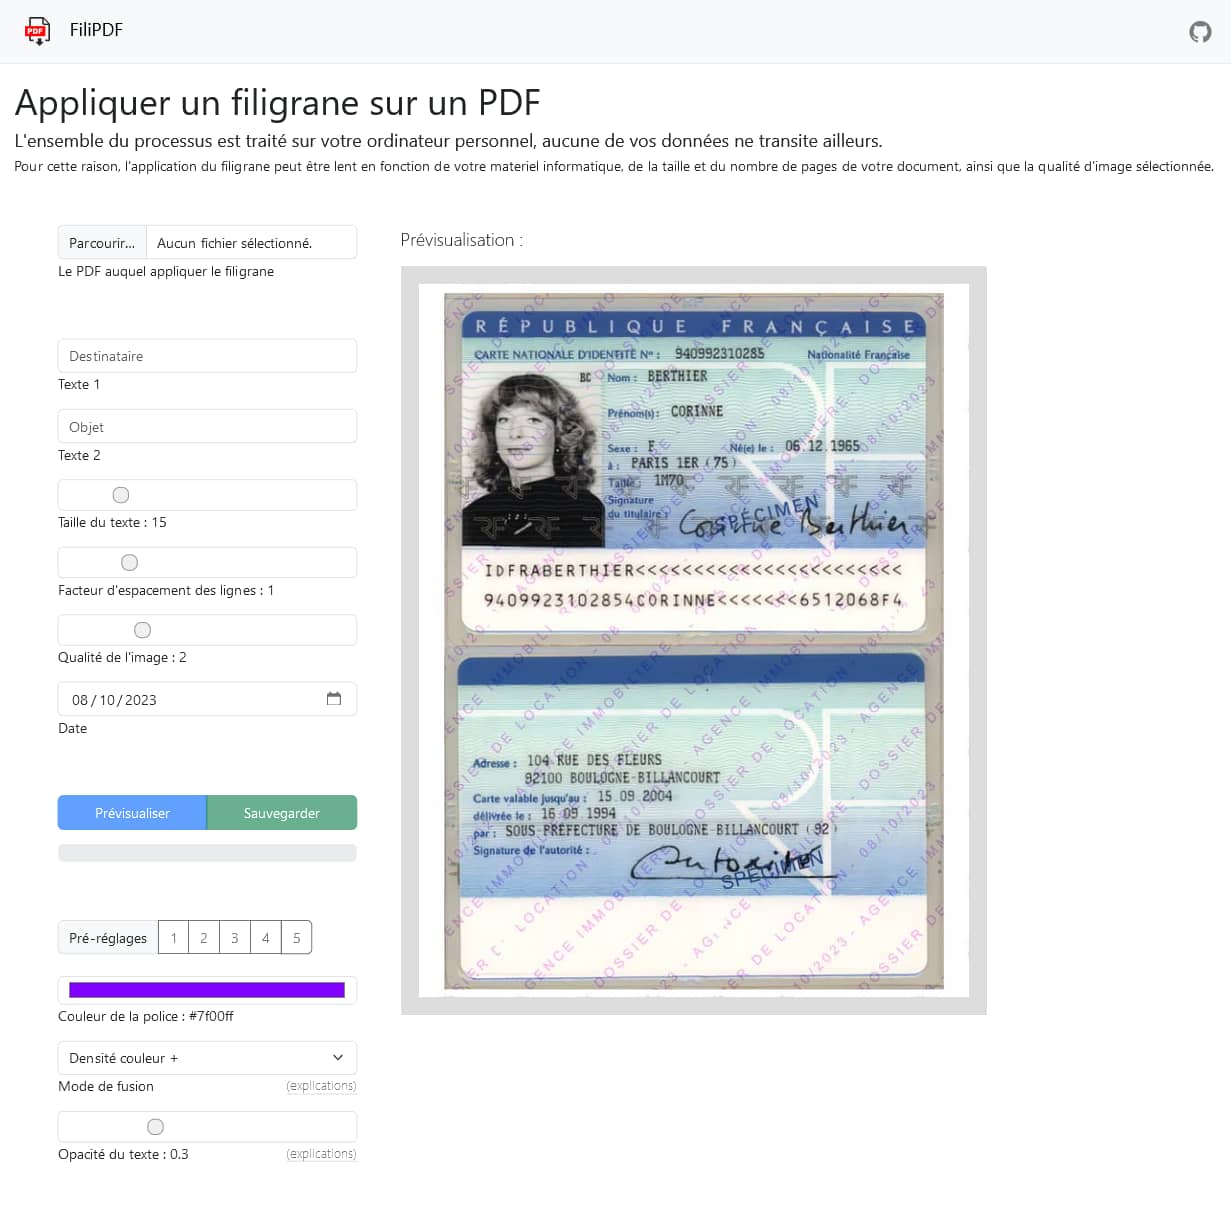 FiliPDF
Appliquer un filigrane sur un PDF
L'ensemble du processus est traité sur votre ordinateur personnel, aucune de vos données ne transite ailleurs.
Pour cette raison, l'application du filigrane peut être lent en fonction de votre materiel informatique, de la taille et du nombre de pages de votre document, ainsi que la qualité d'image sélectionnée.
Parcourir... Aucun fichier sélectionné.
Le PDF auquel appliquer le filigrane
Destinataire
Texte 1
Objet
Texte 2
Taille du texte : 15
Facteur d'espacement des lignes : 1
Qualité de l'image : 2
08/10/2023
Date
Prévisualiser Sauvegarder
Pré-réglages 1 2 3 4 5
Couleur de la police : #7f00ff
Densité couleur +
Mode de fusion (explications)
Opacité du texte : 0.3 (explications)
Prévisualisation :
RÉPUBLIQUE FRANÇAISE
CARTE NATIONALE D'IDENTITÉ Nº : 940992310285 Nationalité Française
BC Nom : BERTHIER
Prénom(s) : CORINNE
Sexe : F Né(e) le : 06.12.1965
à : PARIS 1ER (75)
Taille : 1M70
Signature
du titulaire : Corinne Berthier
SPÉCIMEN
IDFRABERTHIER<<<<<<<<<<<<<<<<<<<<<<<
9409923102854CORINNE<<<<<<<6512068F4
Adresse : 104 RUE DES FLEURS
92100 BOULOGNE-BILLANCOURT
Carte valable jusqu'au : 15.09.2004
délivrée le : 16 09 1994
par : SOUS-PRÉFECTURE DE BOULOGNE-BILLANCOURT (92)
Signature de l'autorité :
SPÉCIMEN
AGENCE IMMOBILIERE - 08/10/2023 - DOSSIER DE LOCATION